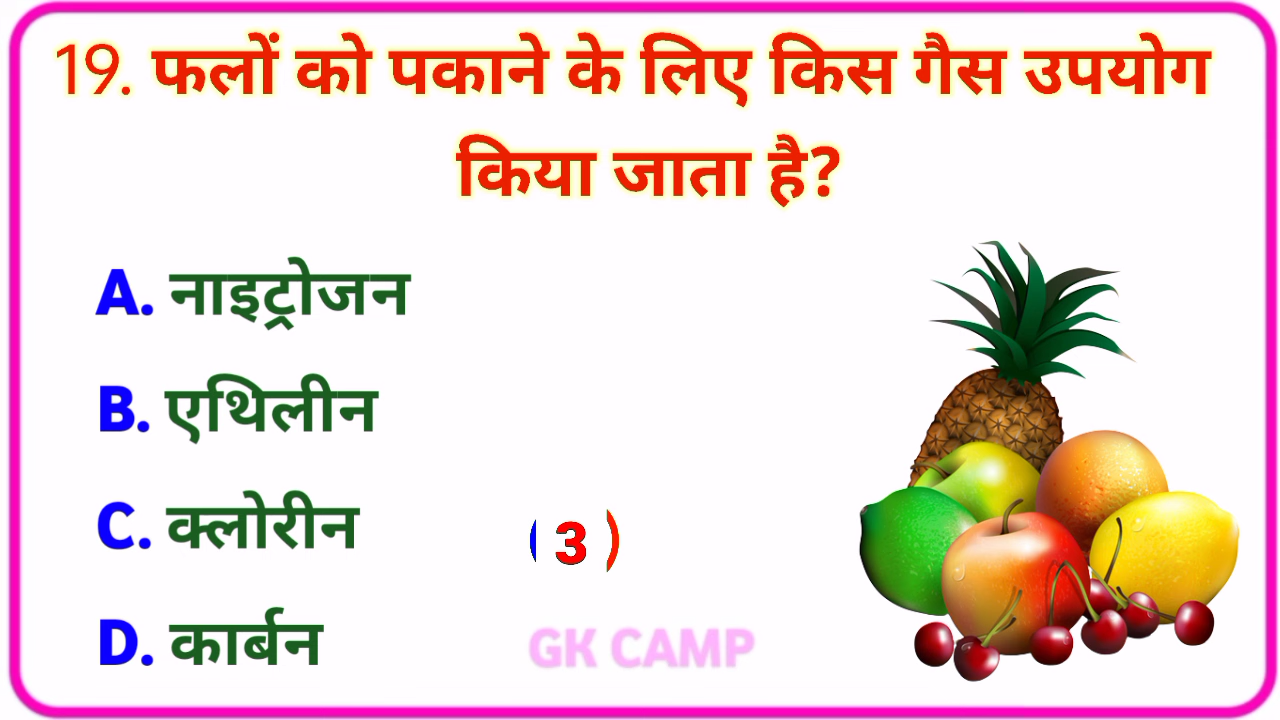 19. फलों को पकाने के लिए किस गैस उपयोग
किया जाता है?
A. नाइट्रोजन
B. एथिलीन
C. क्लोरीन
( 3 )
D. कार्बन
GK CAMP